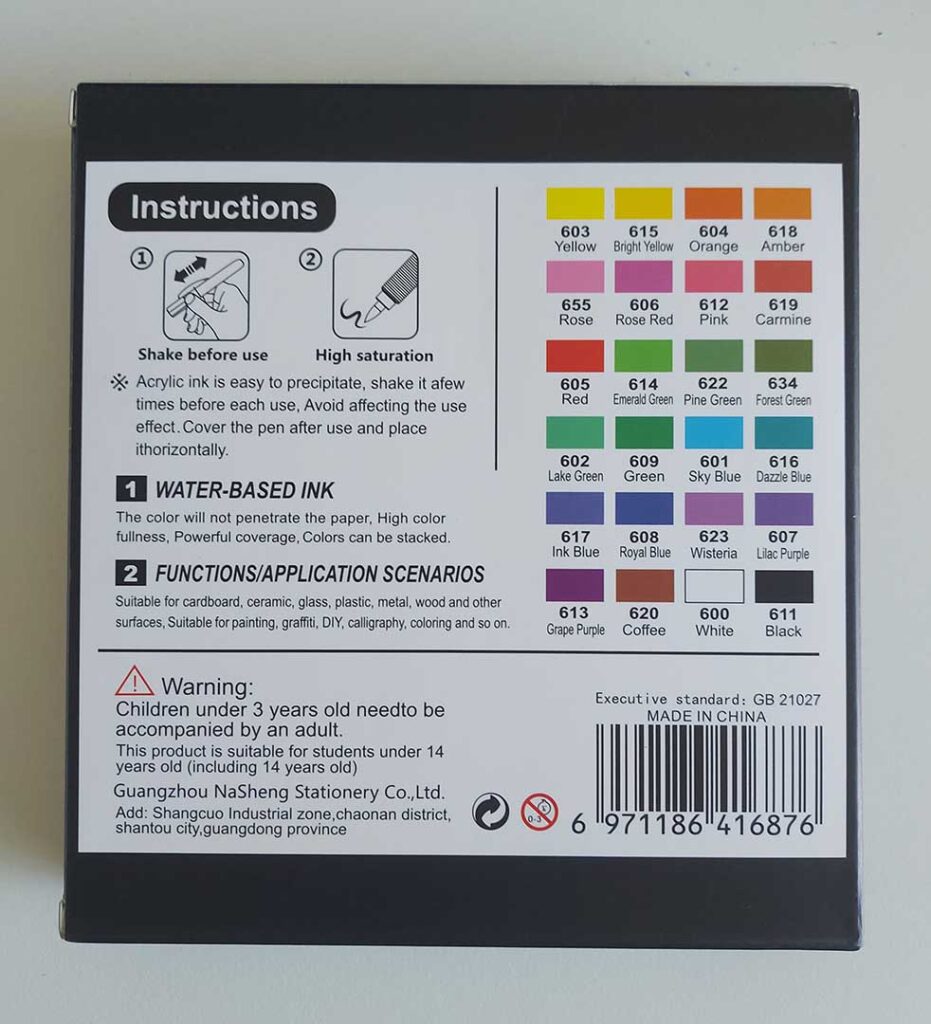 Instructions
1
2
Shake before use
High saturation
※ Acrylic ink is easy to precipitate, shake it afew
times before each use, Avoid affecting the use
effect. Cover the pen after use and place
ithorizontally.
1 WATER-BASED INK
The color will not penetrate the paper, High color
fullness, Powerful coverage, Colors can be stacked.
2 FUNCTIONS/APPLICATION SCENARIOS
Suitable for cardboard, ceramic, glass, plastic, metal, wood and other
surfaces, Suitable for painting, graffiti, DIY, calligraphy, coloring and so on.
603 615 604 618
Yellow Bright Yellow Orange Amber
655 606 612 619
Rose Rose Red Pink Carmine
605 614 622 634
Red Emerald Green Pine Green Forest Green
602 609 601 616
Lake Green Green Sky Blue Dazzle Blue
617 608 623 607
Ink Blue Royal Blue Wisteria Lilac Purple
613 620 600 611
Grape Purple Coffee White Black
Warning:
Children under 3 years old needto be
accompanied by an adult.
This product is suitable for students under 14
years old (including 14 years old)
Guangzhou NaSheng Stationery Co.,Ltd.
Add: Shangcuo Industrial zone,chaonan district,
shantou city,guangdong province
0-3
Executive standard: GB 21027
MADE IN CHINA
6 971186 416876